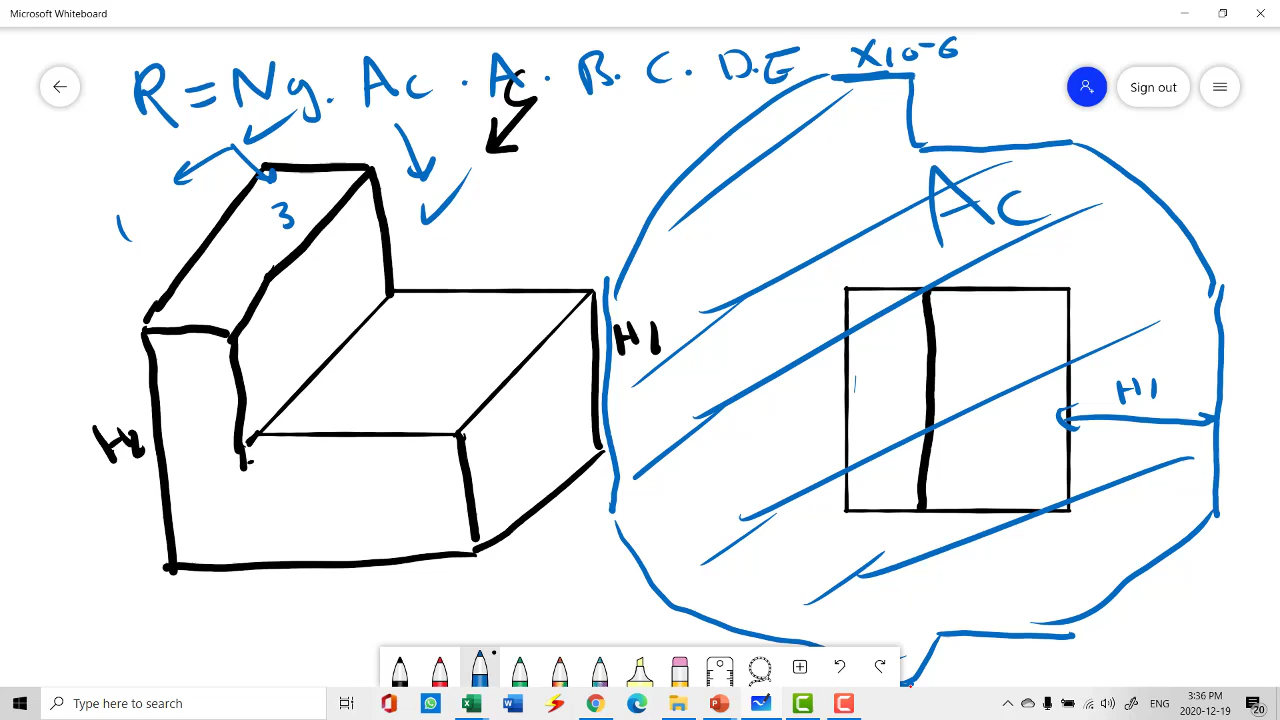 Microsoft Whiteboard
R = Ng. Ac . A . B. C. D. E X10-6
Sign out
Ac
3
H1
H1
H2
Type here to search
ENG
3:36 PM
2020-12-19
20